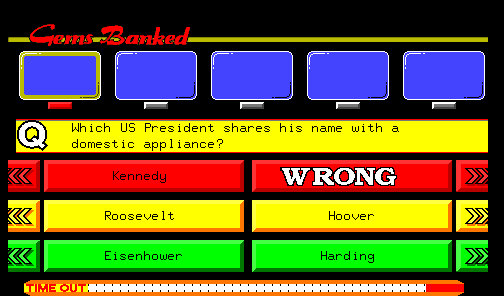 Gems Banked
Q Which US President shares his name with a
domestic appliance?
Kennedy WRONG
Roosevelt Hoover
Eisenhower Harding
TIME OUT